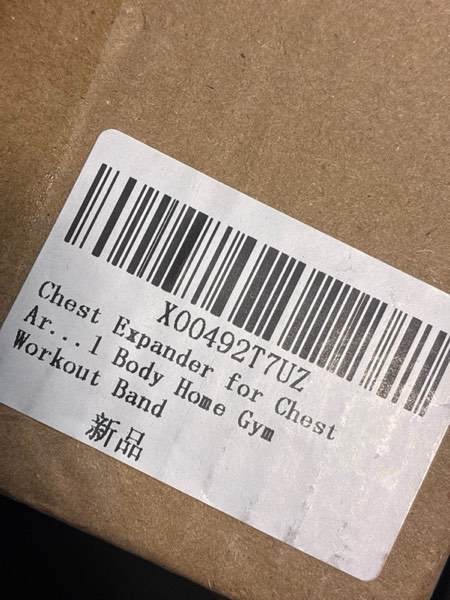 X00492T7UZ
Chest Expander for Chest
Ar...l Body Home Gym
Workout Band
新品